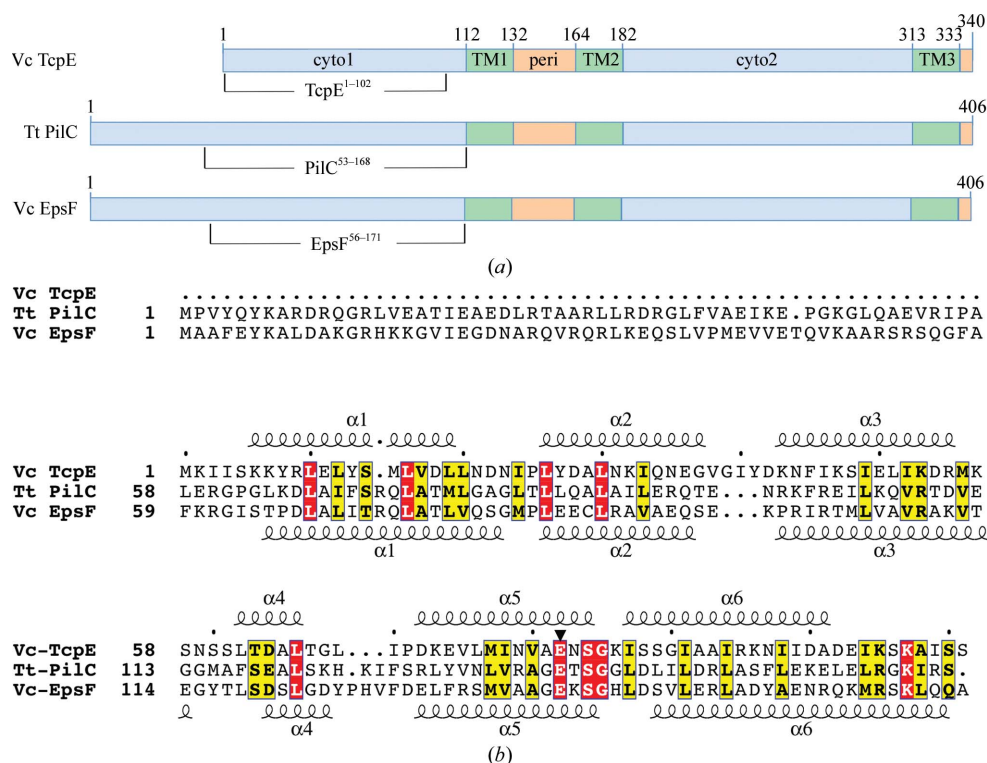 1 112 132 164 182 313 333 340
Vc TcpE cyto1 TM1 peri TM2 cyto2 TM3
TcpE1–102
1 406
Tt PilC
PilC53–168
1 406
Vc EpsF
EpsF56–171
(a)
Vc TcpE ............................................................
Tt PilC 1 MPVYQYKARDRQGRLVEATIEAEDLRTAARLLRDRGLFVAEIKE.PGKGLQAEVRIPA
Vc EpsF 1 MAAFEYKALDAKGRHKKGVIEGDNARQVRQRLKEQSLVPMEVVETQVKAARSRSQGFA
α1 α2 α3
Vc TcpE 1 MKIISKKYRLELYS.MLVDLLNDNIPLYDALNKIQNEGVGIYDKNFIKSIELIKDRMK
Tt PilC 58 LERGPGLKDLAIFSRQLATMLGAGLTLLQALAILERQTE...NRKFREILKQVRTDVE
Vc EpsF 59 FKRGISTPDLALITRQLATLVQSGMPLEECLRAVAEQSE...KPRIRTMLVAVRAKVT
α1 α2 α3
α4 α5 α6
Vc-TcpE 58 SNSSLTDALTGL...IPDKEVLMINVAENSGKISSGIAAIRKNIIDADEIKSKAISS
Tt-PilC 113 GGMAFSEALSKH.KIFSRLYVNLVRAGETSGLLDLILDRLASFLEKELELRGKIRS.
Vc-EpsF 114 EGYTLSDSLGDYPHVFDELFRSMVAAGEKSGHLDSVLERLADYAENRQKMRSKLQQA
α4 α5 α6
(b)